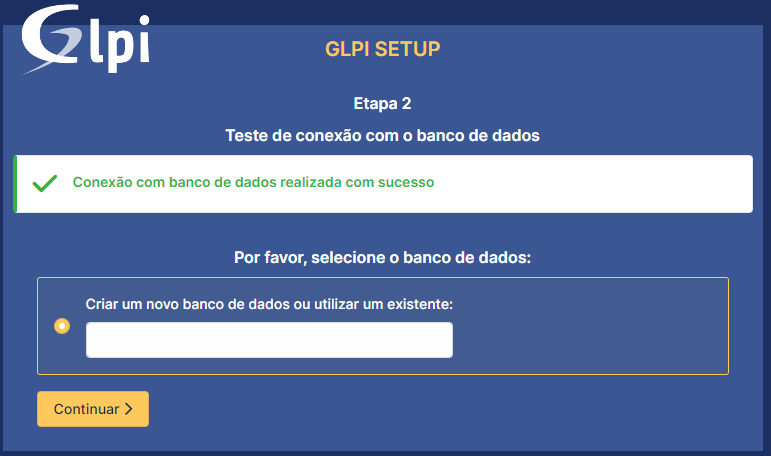 Glpi
GLPI SETUP
Etapa 2
Teste de conexão com o banco de dados
Conexão com banco de dados realizada com sucesso
Por favor, selecione o banco de dados:
Criar um novo banco de dados ou utilizar um existente:
Continuar